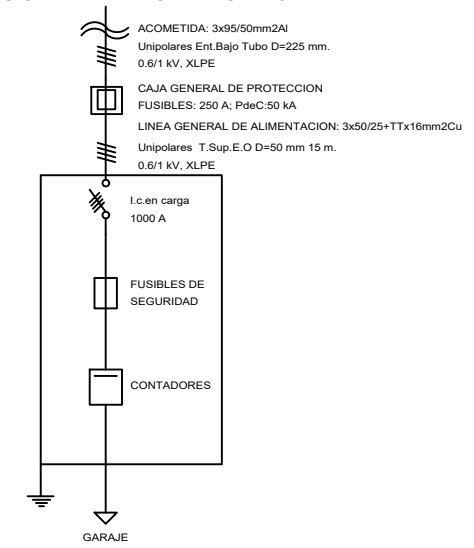 ACOMETIDA: 3x95/50mm2Al
Unipolares Ent.Bajo Tubo D=225 mm.
0.6/1 kV, XLPE
CAJA GENERAL DE PROTECCION
FUSIBLES: 250 A; PdeC:50 kA
LINEA GENERAL DE ALIMENTACION: 3x50/25+TTx16mm2Cu
Unipolares T.Sup.E.O D=50 mm 15 m.
0.6/1 kV, XLPE
I.c.en carga
1000 A
FUSIBLES DE
SEGURIDAD
CONTADORES
GARAJE